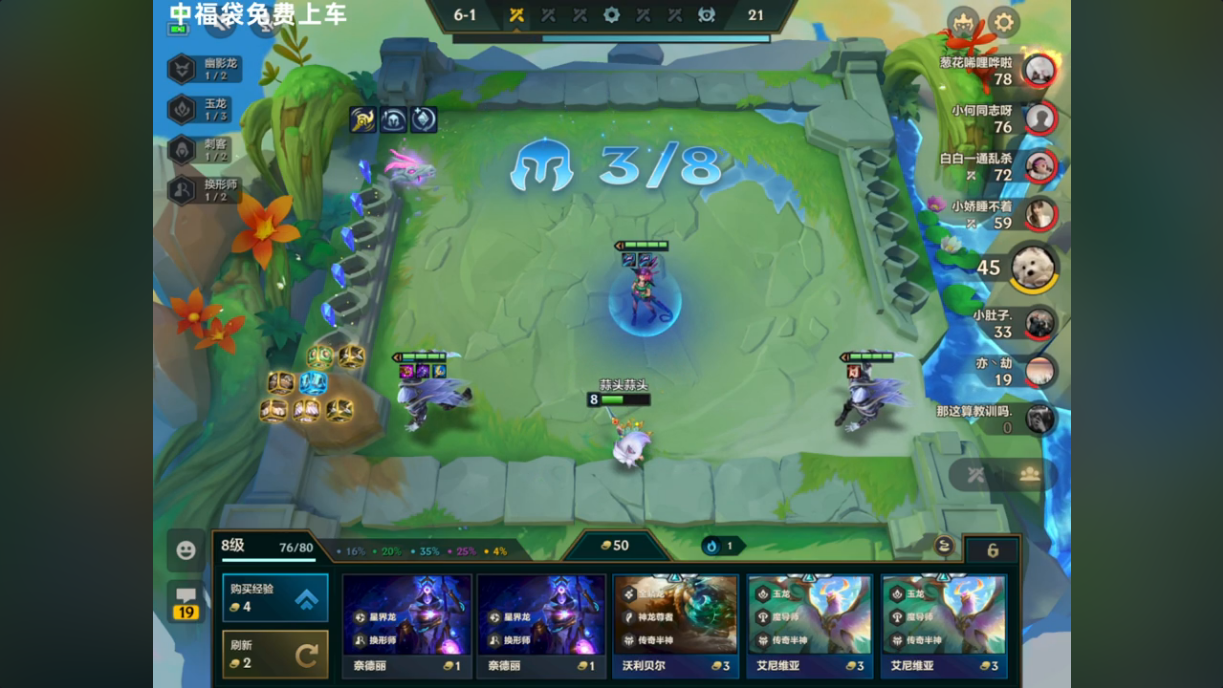 中福袋免费上车
6-1
21
幽影龙
1/2
玉龙
1/3
刺客
1/2
换形师
1/2
3/8
葱花唏哩哗啦
78
小何同志呀
76
白白一通乱杀
72
小娇睡不着
59
45
小肚子.
33
亦丶劫
19
那这算教训吗.
0
蒜头蒜头
8
8级
76/80
16%
20%
35%
25%
4%
50
1
6
购买经验
4
刷新
2
19
星界龙
换形师
奈德丽
1
星界龙
换形师
奈德丽
1
神龙尊者
传奇半神
沃利贝尔
3
玉龙
魔导师
传奇半神
艾尼维亚
3
玉龙
魔导师
传奇半神
艾尼维亚
3